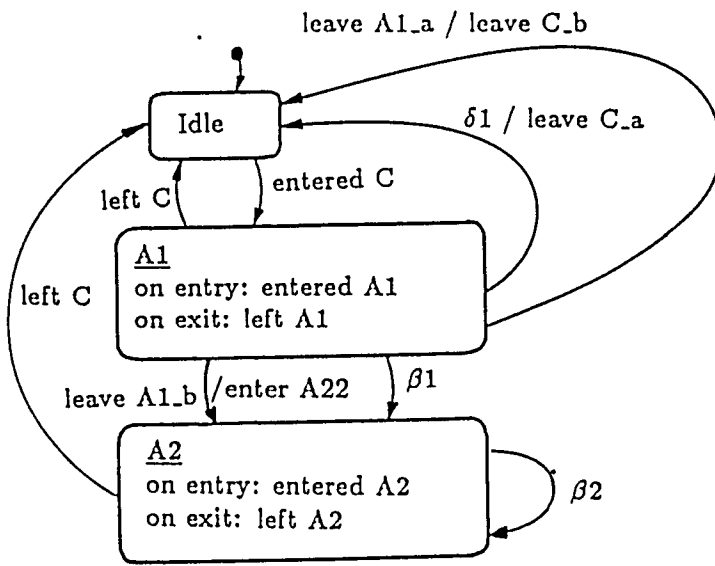 leave A1_a / leave C_b
Idle
δ1 / leave C_a
left C
entered C
A1
on entry: entered A1
on exit: left A1
left C
leave A1_b /enter A22
β1
A2
on entry: entered A2
on exit: left A2
β2